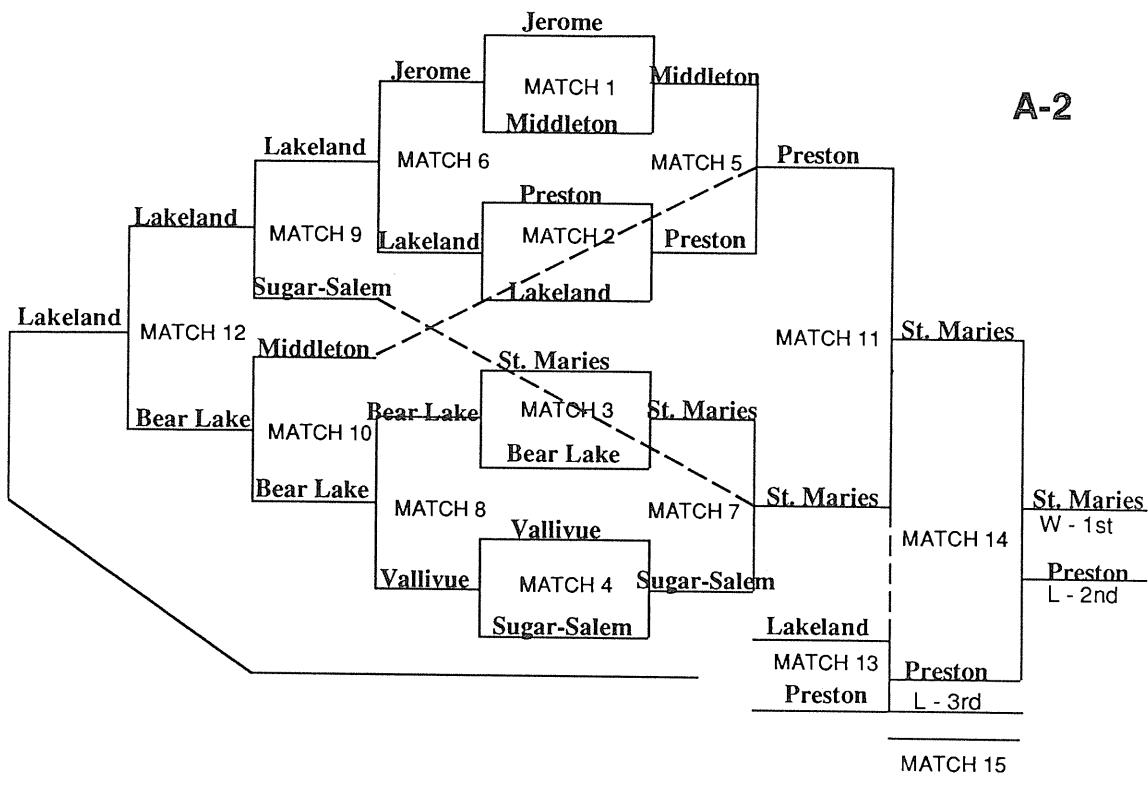 Jerome
Jerome
MATCH 1
Middleton
A-2
Middleton
Lakeland
MATCH 6
MATCH 5
Preston
Preston
Lakeland
MATCH 9
Lakeland
MATCH 2
Preston
Sugar-Salem
Lakeland
Lakeland
MATCH 12
Middleton
MATCH 11
St. Maries
St. Maries
Bear Lake
MATCH 10
Bear Lake
MATCH 3
St. Maries
Bear Lake
Bear Lake
MATCH 8
MATCH 7
St. Maries
St. Maries
W - 1st
Vallivue
MATCH 14
Vallivue
MATCH 4
Sugar-Salem
Preston
L - 2nd
Sugar-Salem
Lakeland
MATCH 13
Preston
Preston
L - 3rd
MATCH 15